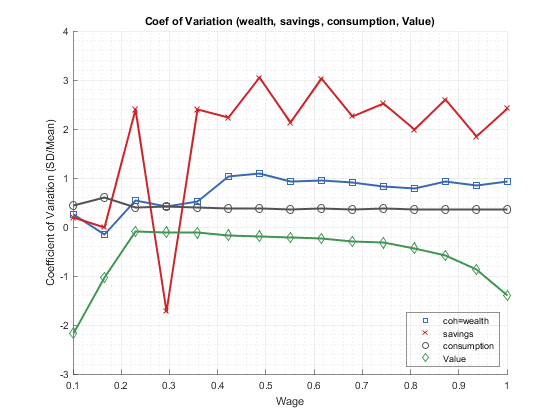 Coef of Variation (wealth, savings, consumption, Value)
4
3
2
1
0
-1
-2
-3
Coefficient of Variation (SD/Mean)
0.1 0.2 0.3 0.4 0.5 0.6 0.7 0.8 0.9 1
Wage
coh=wealth
savings
consumption
Value